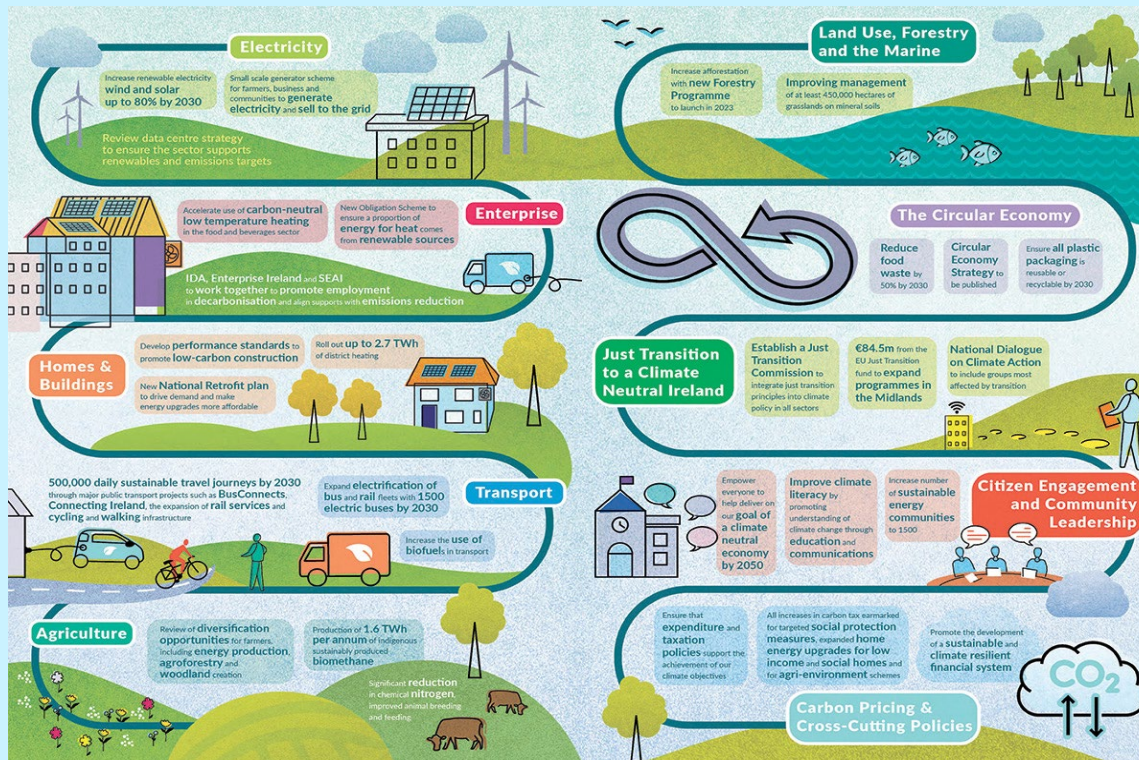 Electricity
Increase renewable electricity
wind and solar
up to 80% by 2030
Small scale generator scheme
for farmers, business and
communities to generate
electricity and sell to the grid
Review data centre strategy
to ensure the sector supports
renewables and emissions targets
Enterprise
Accelerate use of carbon-neutral
low temperature heating
in the food and beverages sector
New Obligation Scheme to
ensure a proportion of
energy for heat comes
from renewable sources
IDA, Enterprise Ireland and SEAI
to work together to promote employment
in decarbonisation and align supports with emissions reduction
Homes &
Buildings
Develop performance standards to
promote low-carbon construction
Roll out up to 2.7 TWh
of district heating
New National Retrofit plan
to drive demand and make
energy upgrades more affordable
Transport
500,000 daily sustainable travel journeys by 2030
through major public transport projects such as BusConnects,
Connecting Ireland, the expansion of rail services and
cycling and walking infrastructure
Expand electrification of
bus and rail fleets with 1500
electric buses by 2030
Increase the use of
biofuels in transport
Agriculture
Review of diversification
opportunities for farmers,
including energy production,
agroforestry and
woodland creation
Production of 1.6 TWh
per annum of indigenous
sustainably produced
biomethane
Significant reduction
in chemical nitrogen,
improved animal breeding
and feeding
Land Use, Forestry
and the Marine
Increase afforestation
with new Forestry
Programme
to launch in 2023
Improving management
of at least 450,000 hectares of
grasslands on mineral soils
The Circular Economy
Reduce
food
waste by
50% by 2030
Circular
Economy
Strategy to
be published
Ensure all plastic
packaging is
reusable or
recyclable by 2030
Just Transition
to a Climate
Neutral Ireland
Establish a Just
Transition
Commission to
integrate just transition
principles into climate
policy in all sectors
€84.5m from the
EU Just Transition
fund to expand
programmes in
the Midlands
National Dialogue
on Climate Action
to include groups most
affected by transition
Citizen Engagement
and Community
Leadership
Empower
everyone to
help deliver on
our goal of
a climate
neutral
economy
by 2050
Improve climate
literacy by
promoting
understanding of
climate change through
education and
communications
Increase number
of sustainable
energy
communities
to 1500
Ensure that
expenditure and
taxation
policies support the
achievement of our
climate objectives
All increases in carbon tax earmarked
for targeted social protection
measures, expanded home
energy upgrades for low
income and social homes and
for agri-environment schemes
Promote the development
of a sustainable and
climate resilient
financial system
Carbon Pricing &
Cross-Cutting Policies
CO2